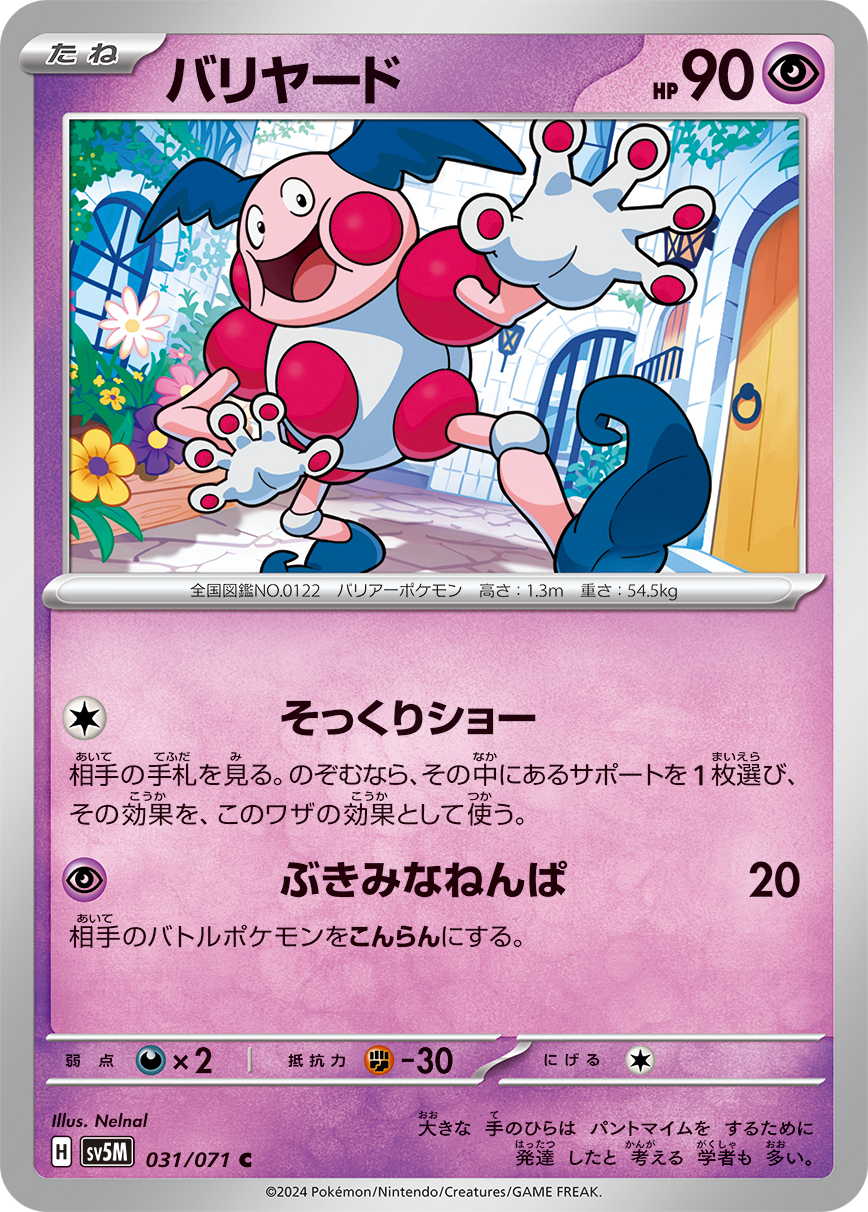 たね
バリヤード
HP 90
全国図鑑NO.0122 バリアーポケモン 高さ:1.3m 重さ:54.5kg
そっくりショー
相手の手札を見る。のぞむなら、その中にあるサポートを1枚選び、
その効果を、このワザの効果として使う。
ぶきみなねんぱ 20
相手のバトルポケモンをこんらんにする。
弱点 ×2 抵抗力 -30 にげる
Illus. Nelnal
大きな 手のひらは パントマイムを するために
発達 したと 考える 学者も 多い。
H sv5M 031/071 C
©2024 Pokémon/Nintendo/Creatures/GAME FREAK.